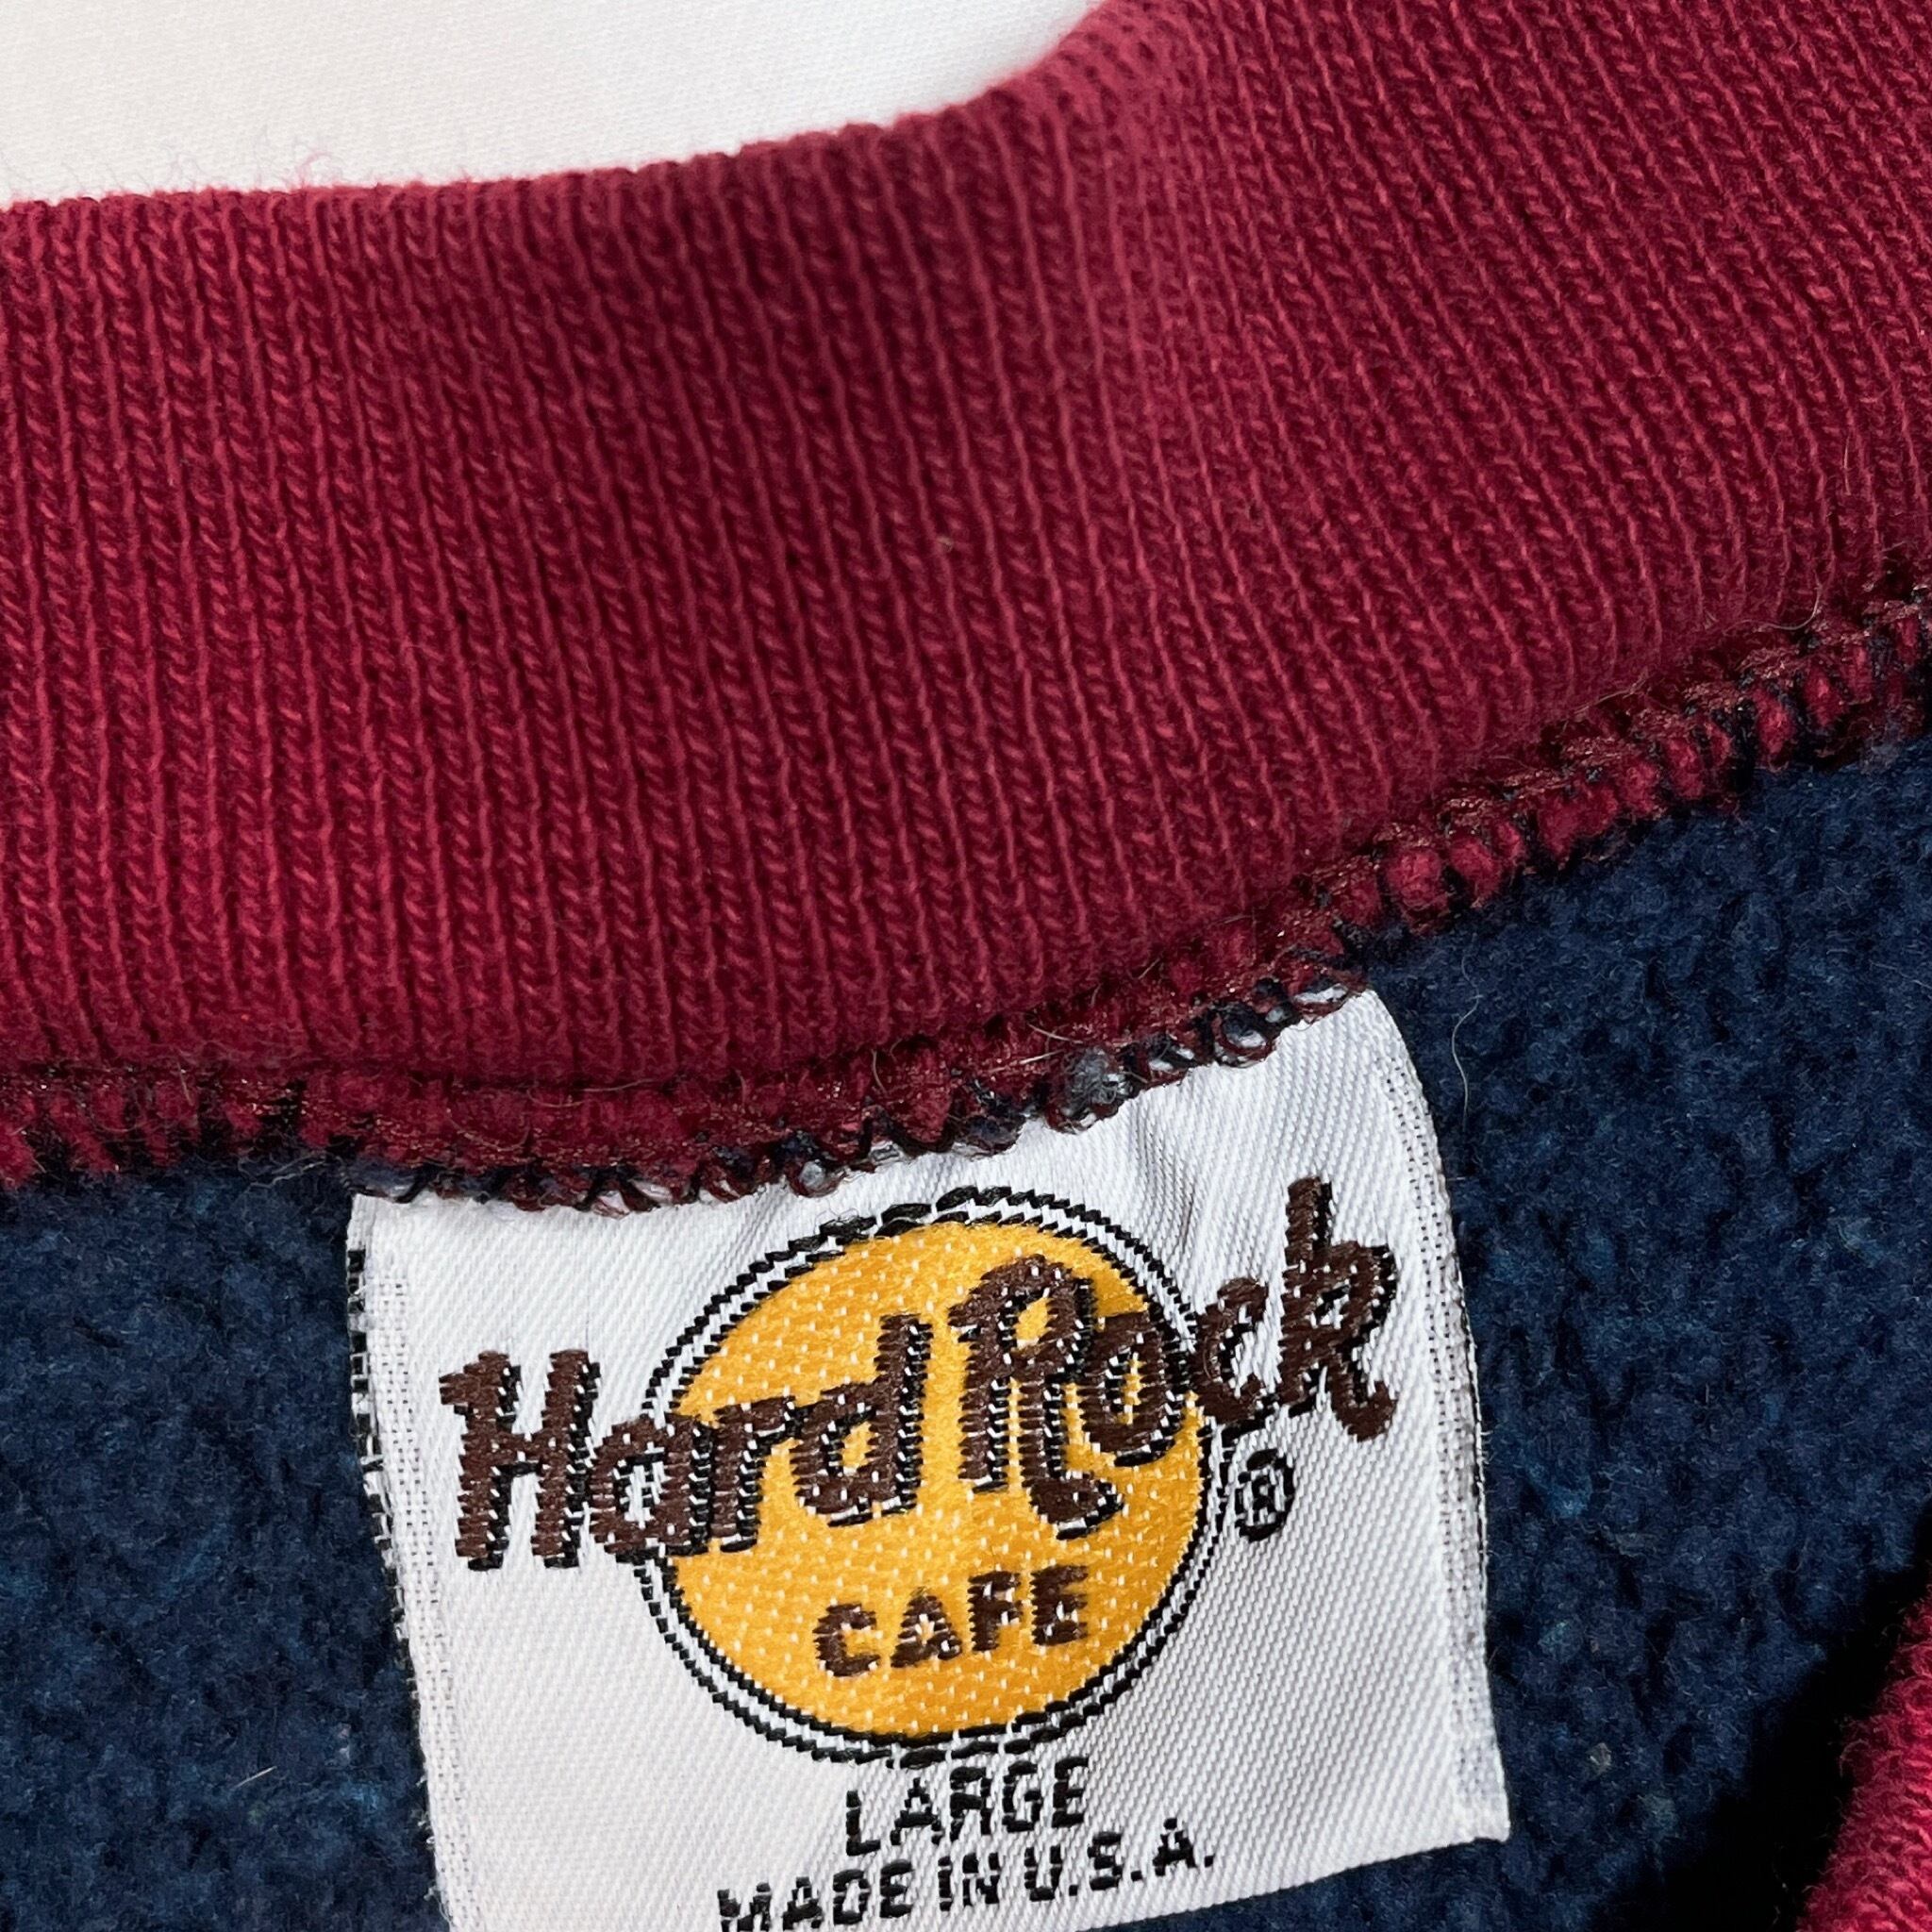 Hard Rock ®
CAFE
LARGE
MADE IN U.S.A.